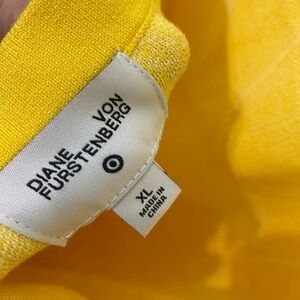 DIANE VON
FURSTENBERG
XL
MADE IN
CHINA